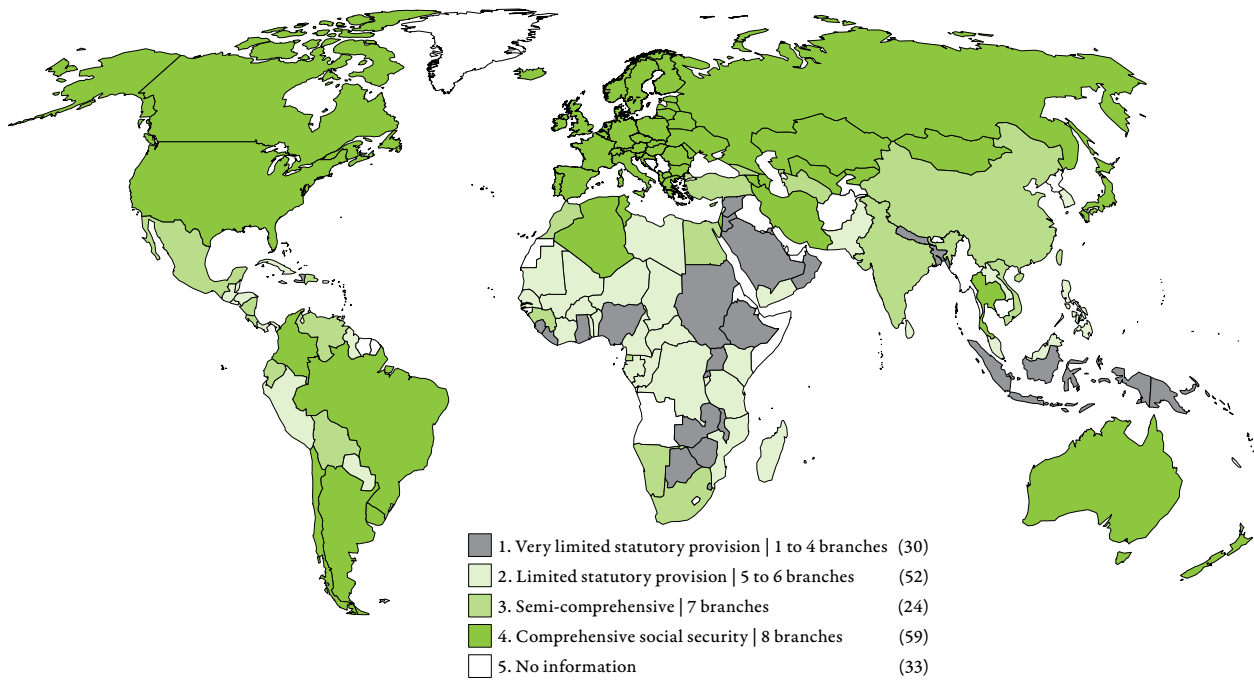 1. Very limited statutory provision | 1 to 4 branches (30)
2. Limited statutory provision | 5 to 6 branches (52)
3. Semi-comprehensive | 7 branches (24)
4. Comprehensive social security | 8 branches (59)
5. No information (33)